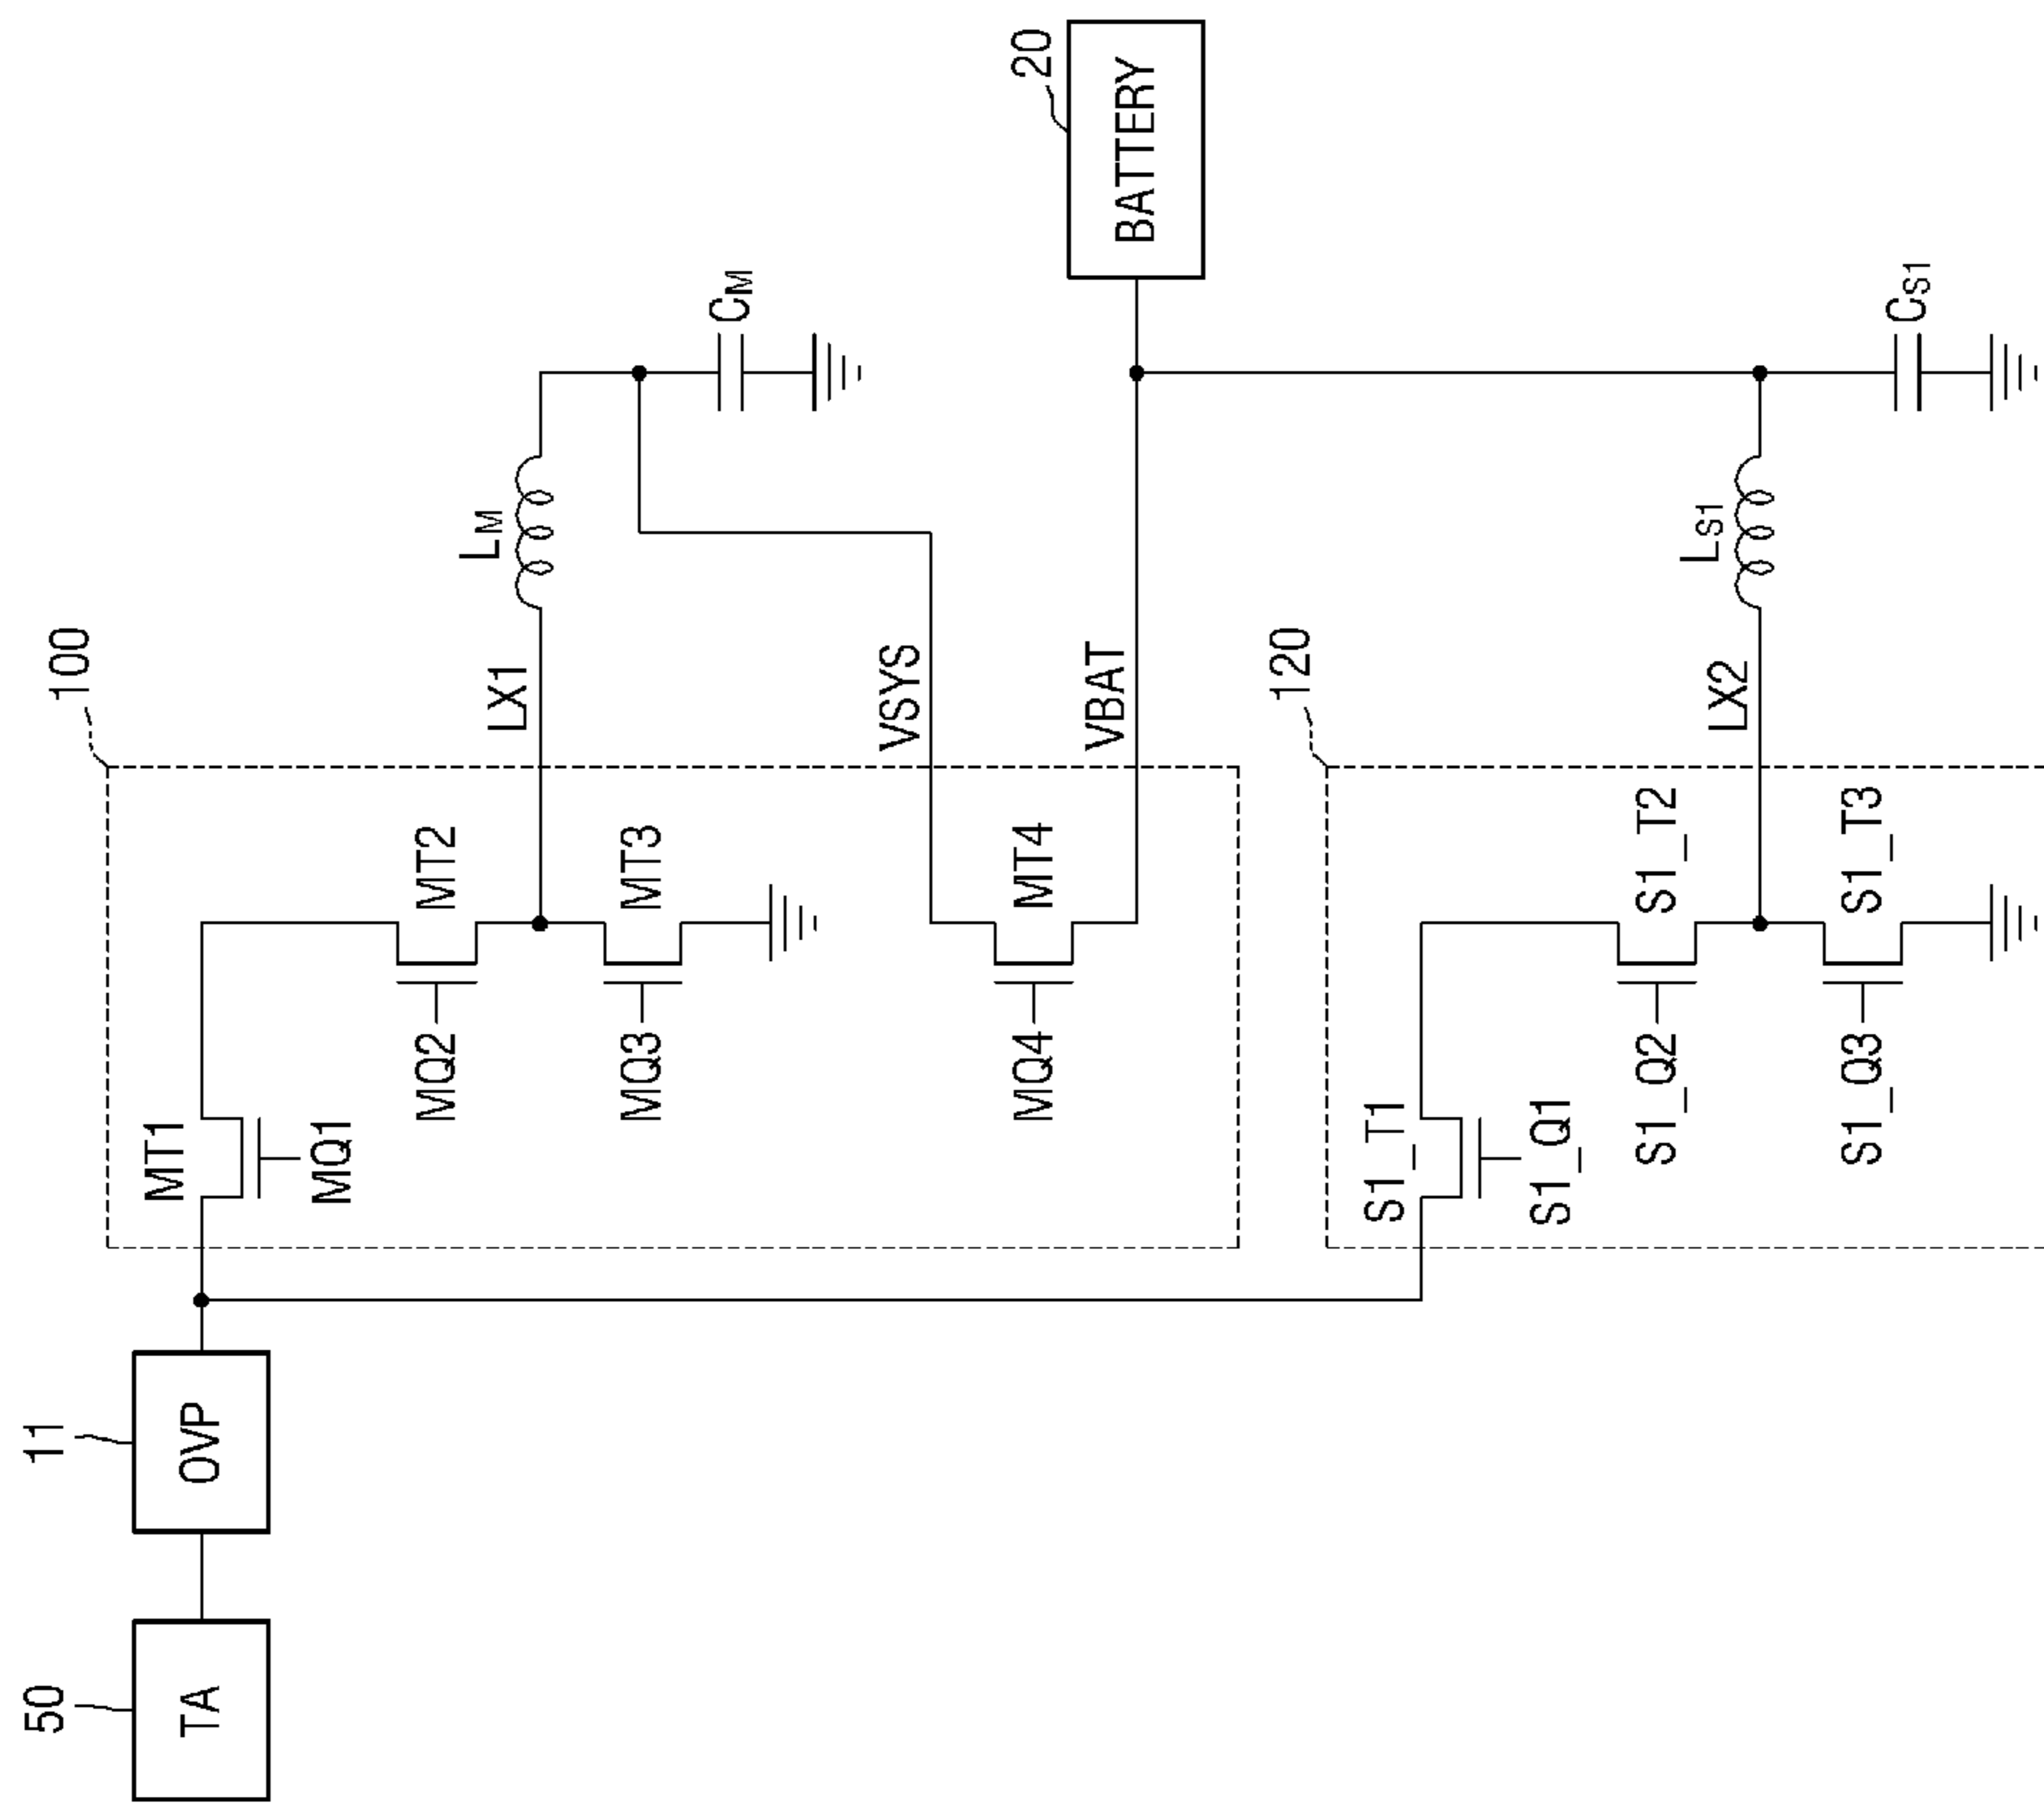 50
TA
11
OVP
100
MT1
MQ1
MT2
MQ2
MT3
MQ3
MT4
MQ4
LX1
LM
CM
VSYS
VBAT
20
BATTERY
120
S1_T1
S1_Q1
S1_T2
S1_Q2
S1_T3
S1_Q3
LX2
LS1
CS1